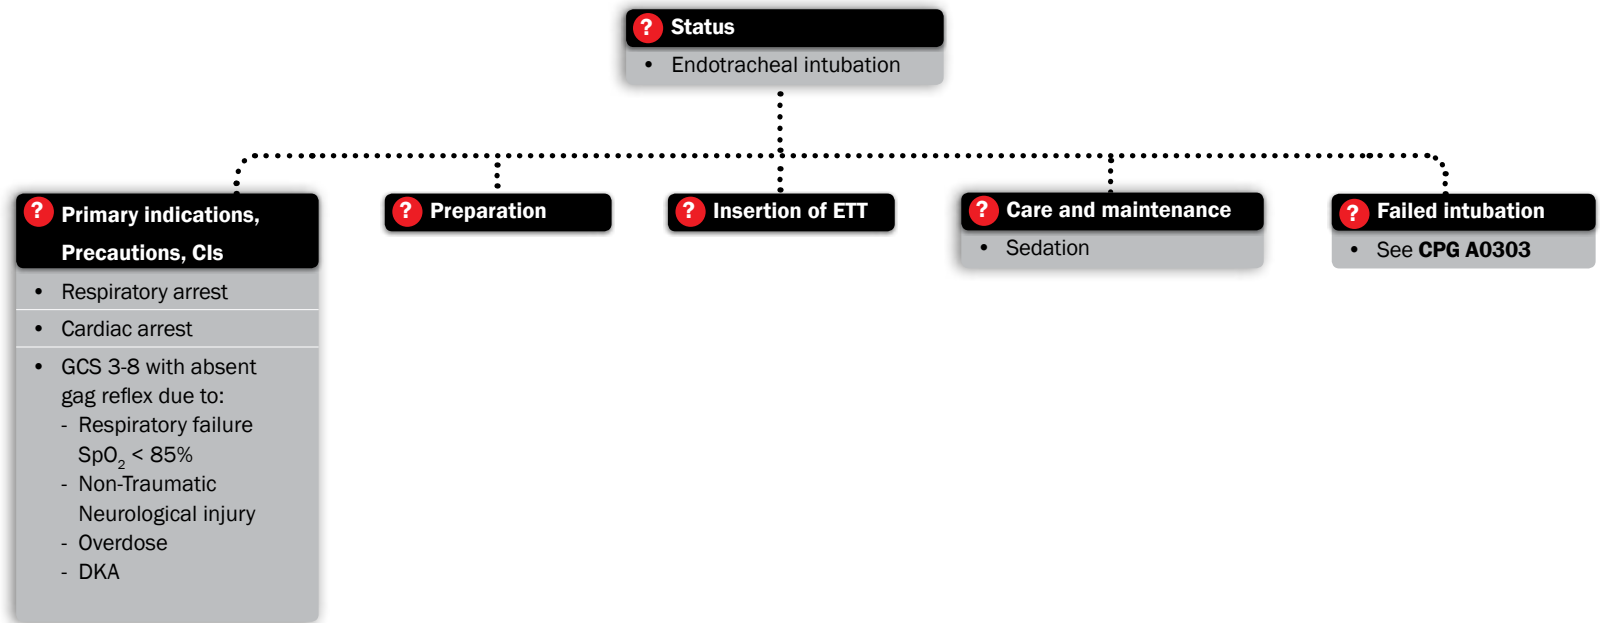 ? Status
• Endotracheal intubation
? Primary indications,
Precautions, CIs
• Respiratory arrest
• Cardiac arrest
• GCS 3-8 with absent
gag reflex due to:
- Respiratory failure
SpO₂ < 85%
- Non-Traumatic
Neurological injury
- Overdose
- DKA
? Preparation
? Insertion of ETT
? Care and maintenance
• Sedation
? Failed intubation
• See CPG A0303